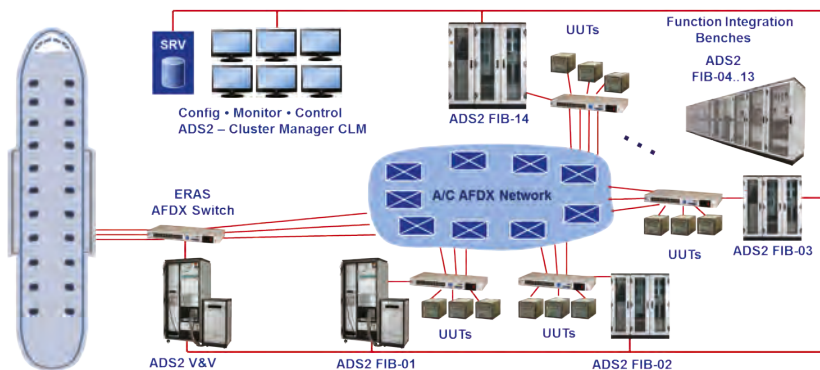 SRV
Config • Monitor • Control
ADS2 – Cluster Manager CLM
ADS2 FIB-14
UUTs
Function Integration
Benches
ADS2
FIB-04..13
A/C AFDX Network
ERAS
AFDX Switch
UUTs
ADS2 FIB-03
ADS2 V&V
ADS2 FIB-01
UUTs
UUTs
ADS2 FIB-02